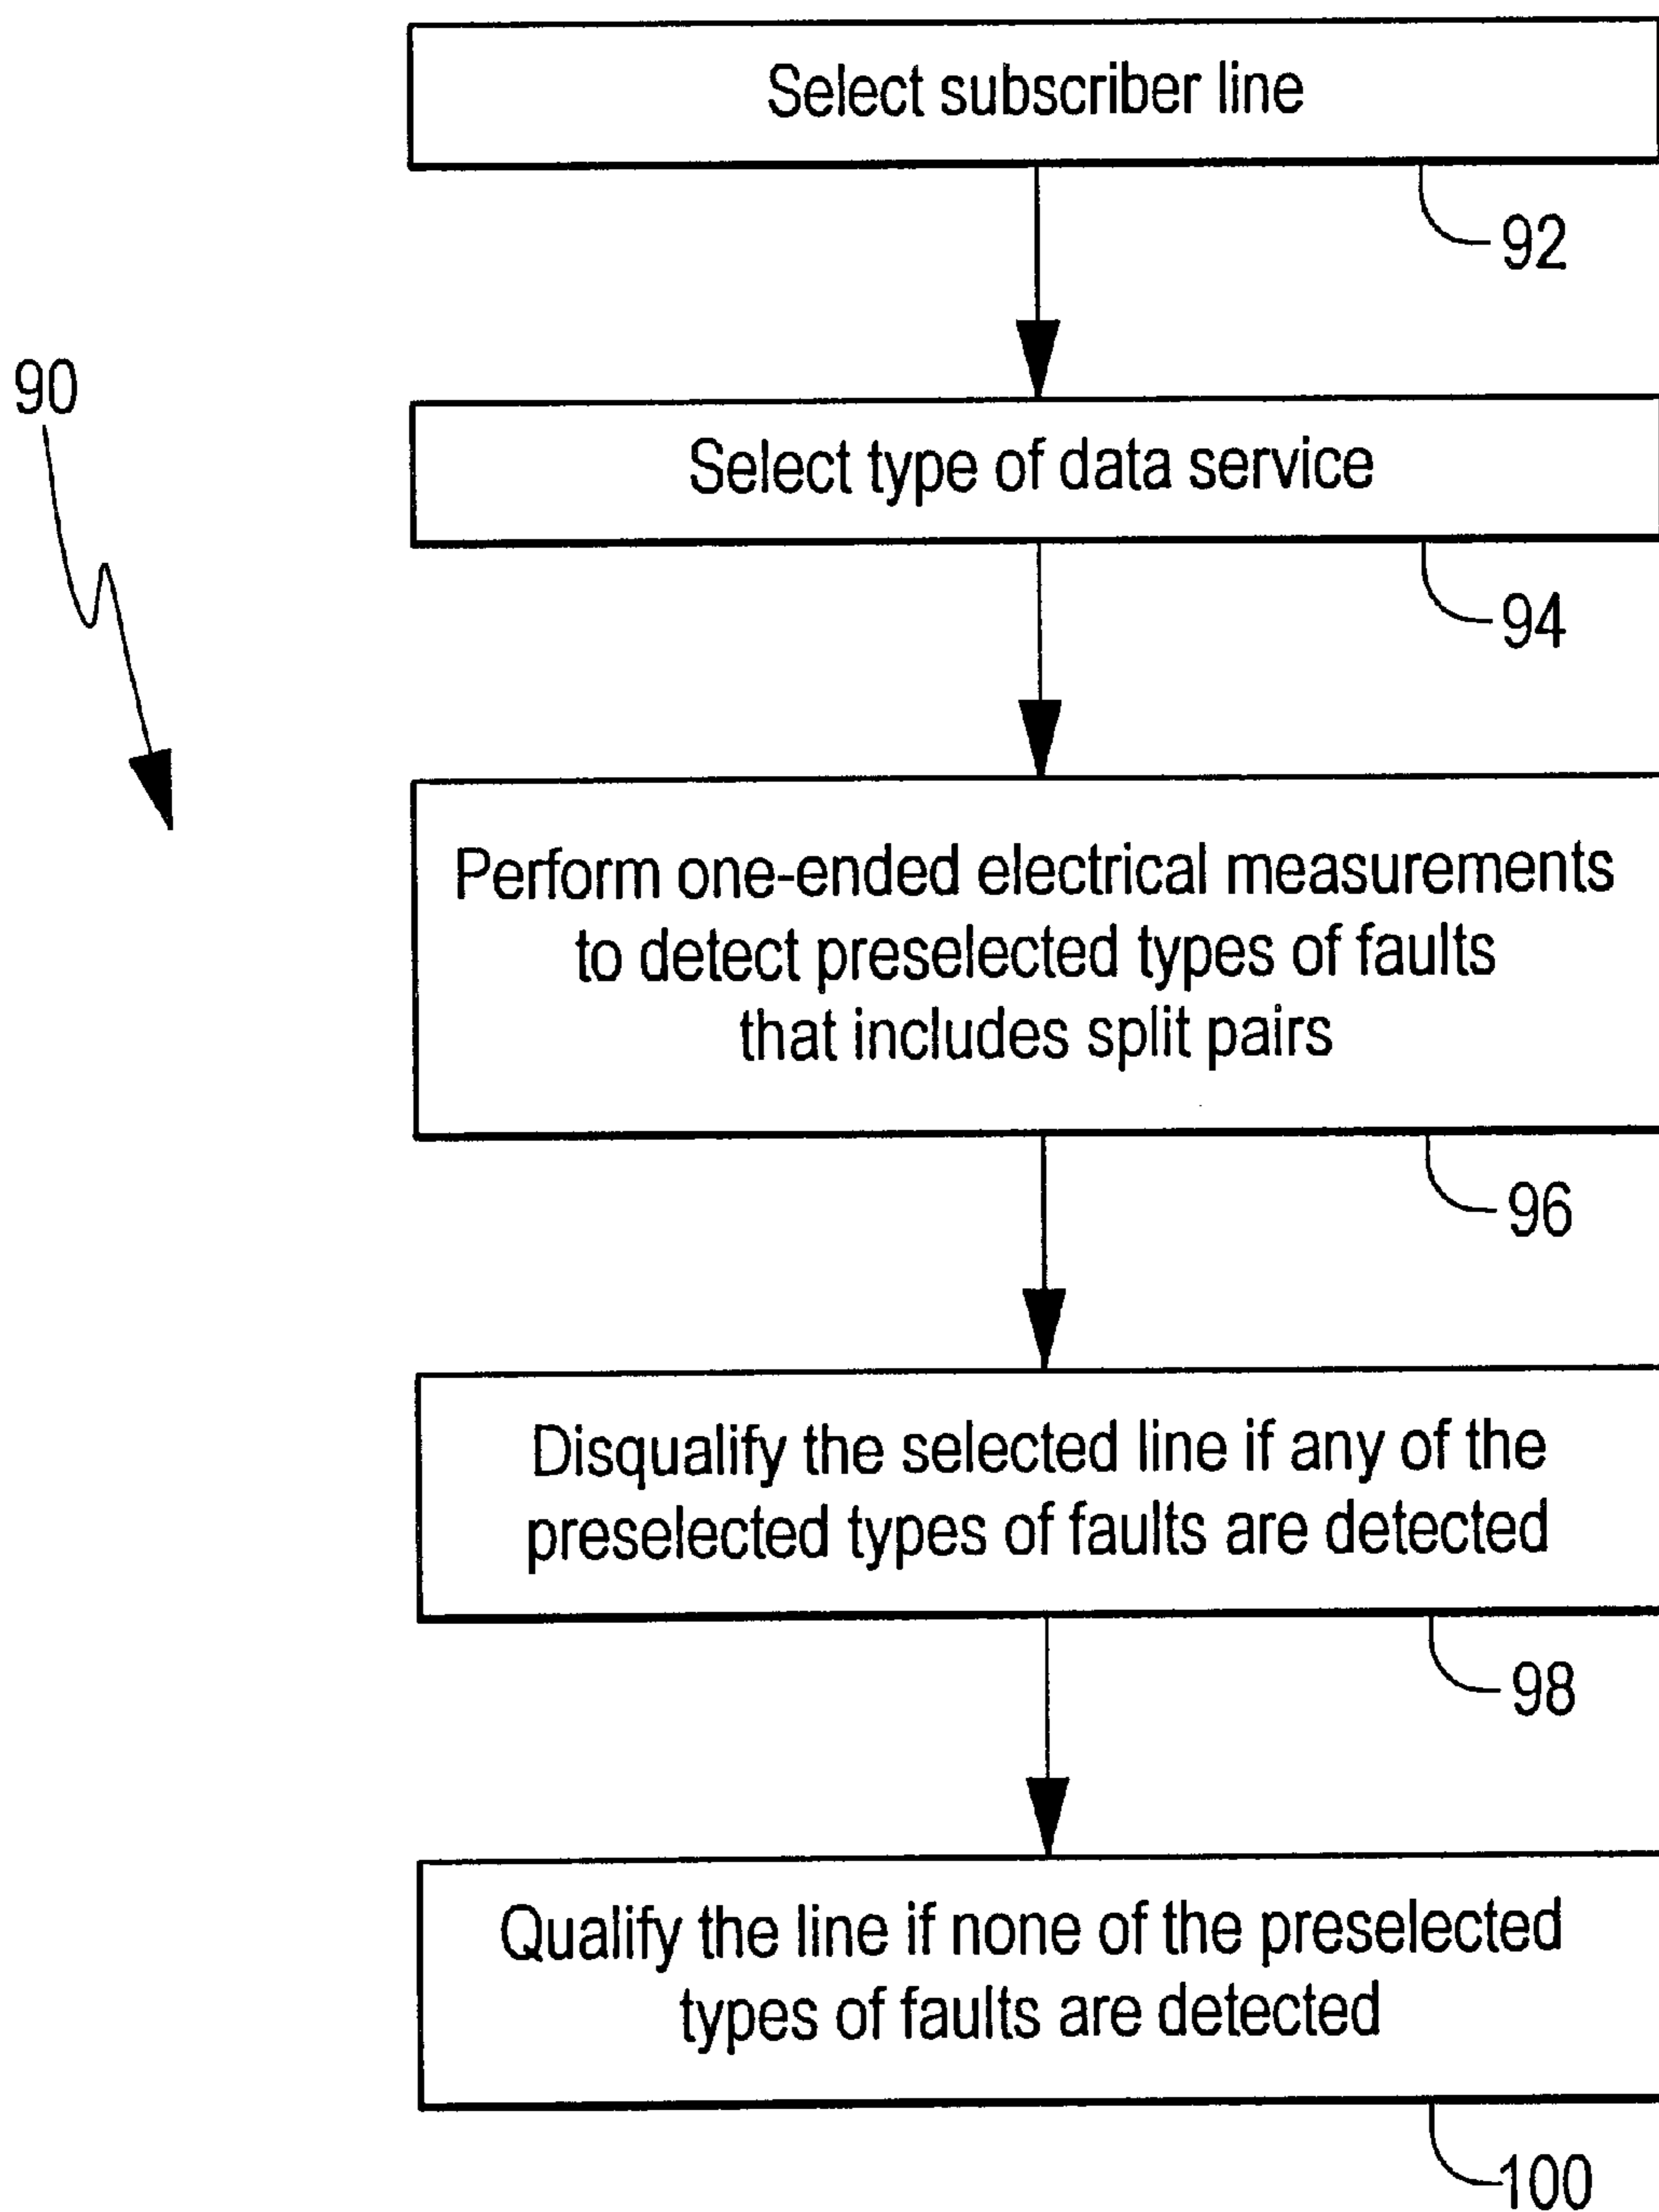 Select subscriber line
92
90
Select type of data service
94
Perform one-ended electrical measurements
to detect preselected types of faults
that includes split pairs
96
Disqualify the selected line if any of the
preselected types of faults are detected
98
Qualify the line if none of the preselected
types of faults are detected
100